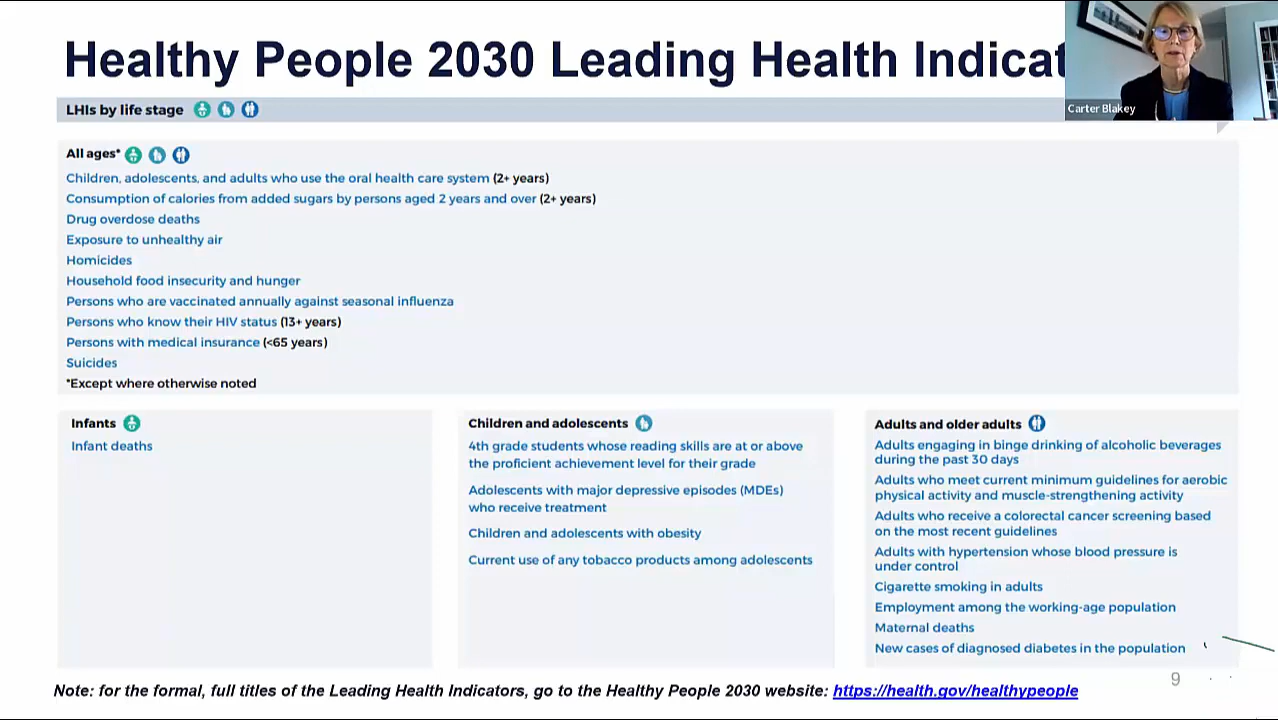 Healthy People 2030 Leading Health Indicat
Carter Blakey
LHIs by life stage
All ages*
Children, adolescents, and adults who use the oral health care system (2+ years)
Consumption of calories from added sugars by persons aged 2 years and over (2+ years)
Drug overdose deaths
Exposure to unhealthy air
Homicides
Household food insecurity and hunger
Persons who are vaccinated annually against seasonal influenza
Persons who know their HIV status (13+ years)
Persons with medical insurance (<65 years)
Suicides
*Except where otherwise noted
Infants
Infant deaths
Children and adolescents
4th grade students whose reading skills are at or above
the proficient achievement level for their grade
Adolescents with major depressive episodes (MDEs)
who receive treatment
Children and adolescents with obesity
Current use of any tobacco products among adolescents
Adults and older adults
Adults engaging in binge drinking of alcoholic beverages
during the past 30 days
Adults who meet current minimum guidelines for aerobic
physical activity and muscle-strengthening activity
Adults who receive a colorectal cancer screening based
on the most recent guidelines
Adults with hypertension whose blood pressure is
under control
Cigarette smoking in adults
Employment among the working-age population
Maternal deaths
New cases of diagnosed diabetes in the population
9
Note: for the formal, full titles of the Leading Health Indicators, go to the Healthy People 2030 website: https://health.gov/healthypeople